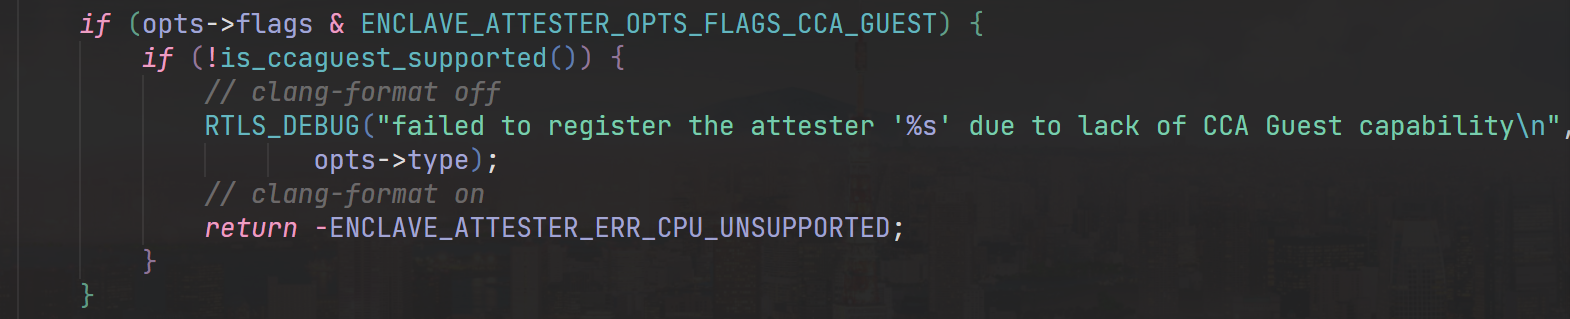 if (opts->flags & ENCLAVE_ATTESTER_OPTS_FLAGS_CCA_GUEST) {
if (!is_ccaguest_supported()) {
// clang-format off
RTLS_DEBUG("failed to register the attester '%s' due to lack of CCA Guest capability\n",
opts->type);
// clang-format on
return -ENCLAVE_ATTESTER_ERR_CPU_UNSUPPORTED;
}
}